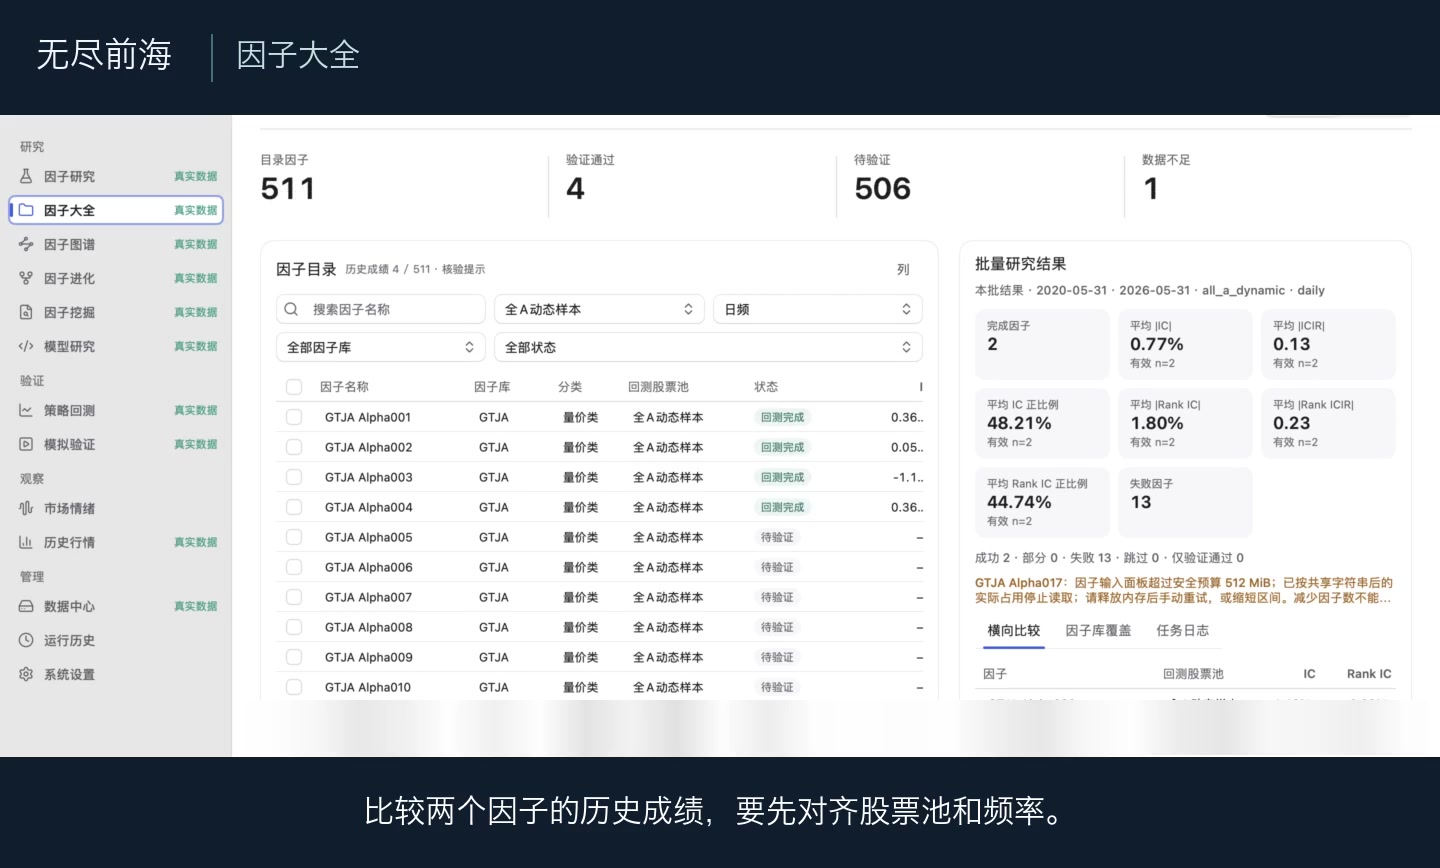 无尽前海
因子大全
研究
因子研究 真实数据
因子大全 真实数据
因子图谱 真实数据
因子进化 真实数据
因子挖掘 真实数据
模型研究 真实数据
验证
策略回测 真实数据
模拟验证 真实数据
观察
市场情绪
历史行情 真实数据
管理
数据中心 真实数据
运行历史
系统设置
目录因子
511
验证通过
4
待验证
506
数据不足
1
因子目录 历史成绩 4 / 511 · 核验提示 列
搜索因子名称 全A动态样本 日频
全部因子库 全部状态
因子名称 因子库 分类 回测股票池 状态 I
GTJA Alpha001 GTJA 量价类 全A动态样本 回测完成 0.36..
GTJA Alpha002 GTJA 量价类 全A动态样本 回测完成 0.05..
GTJA Alpha003 GTJA 量价类 全A动态样本 回测完成 -1.1..
GTJA Alpha004 GTJA 量价类 全A动态样本 回测完成 0.36..
GTJA Alpha005 GTJA 量价类 全A动态样本 待验证 –
GTJA Alpha006 GTJA 量价类 全A动态样本 待验证 –
GTJA Alpha007 GTJA 量价类 全A动态样本 待验证 –
GTJA Alpha008 GTJA 量价类 全A动态样本 待验证 –
GTJA Alpha009 GTJA 量价类 全A动态样本 待验证 –
GTJA Alpha010 GTJA 量价类 全A动态样本 待验证 –
批量研究结果
本批结果 · 2020-05-31 · 2026-05-31 · all_a_dynamic · daily
完成因子
2
平均 |IC|
0.77%
有效 n=2
平均 |ICIR|
0.13
有效 n=2
平均 IC 正比例
48.21%
有效 n=2
平均 |Rank IC|
1.80%
有效 n=2
平均 |Rank ICIR|
0.23
有效 n=2
平均 Rank IC 正比例
44.74%
有效 n=2
失败因子
13
成功 2 · 部分 0 · 失败 13 · 跳过 0 · 仅验证通过 0
GTJA Alpha017：因子输入面板超过安全预算 512 MiB；已按共享字符串后的
实际占用停止读取；请释放内存后手动重试，或缩短区间。减少因子数不能...
横向比较 因子库覆盖 任务日志
因子 回测股票池 IC Rank IC
比较两个因子的历史成绩，要先对齐股票池和频率。